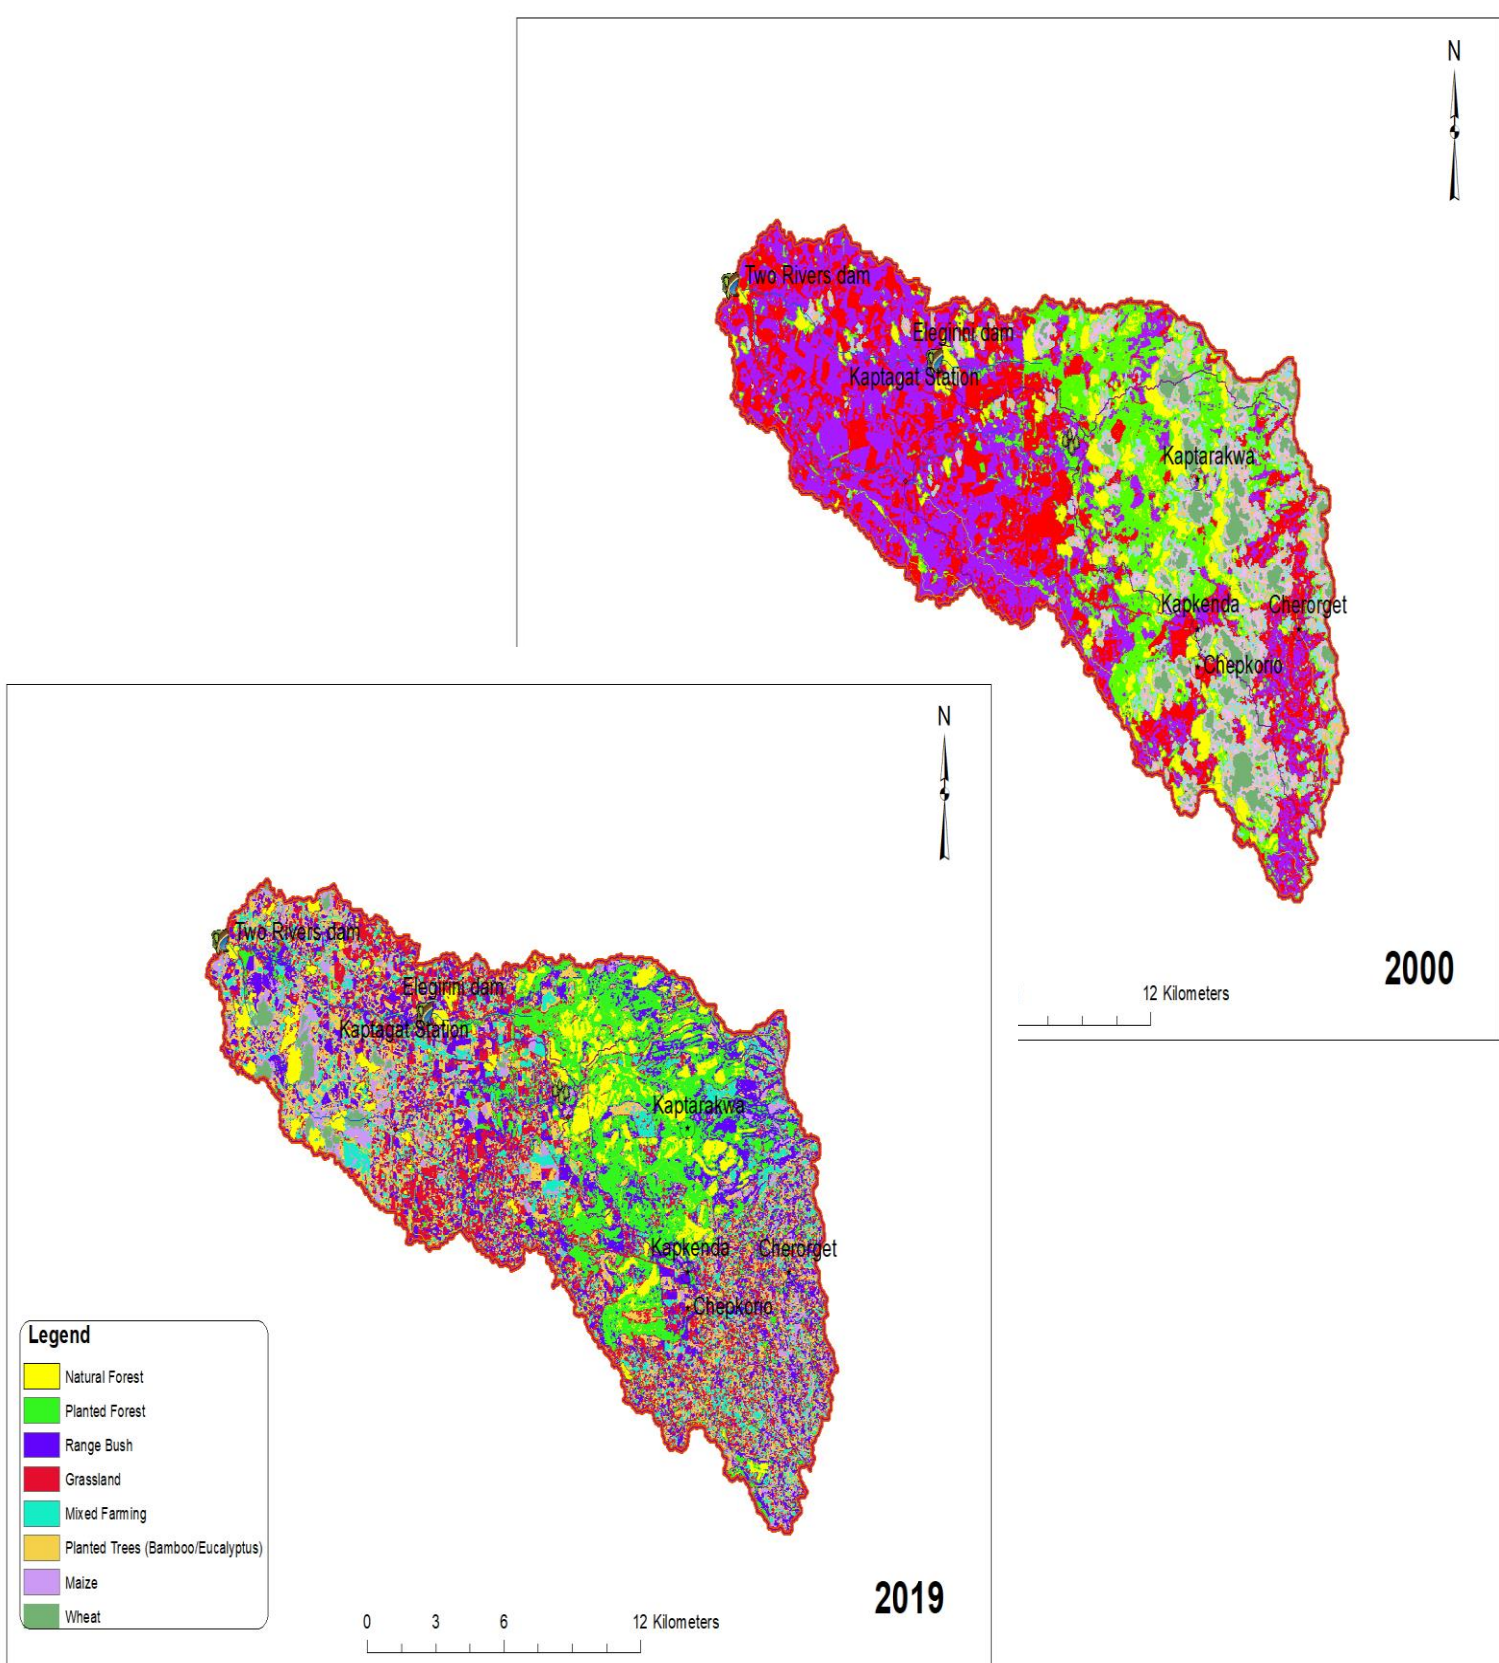 N
Two Rivers dam
Elegirini dam
Kaptagat Station
Kaptarakwa
Kapkenda
Cherorget
Chepkorio
2000
12 Kilometers
N
Two Rivers dam
Elegirini dam
Kaptagat Station
Kaptarakwa
Kapkenda
Cherorget
Chepkorio
Legend
Natural Forest
Planted Forest
Range Bush
Grassland
Mixed Farming
Planted Trees (Bamboo/Eucalyptus)
Maize
Wheat
2019
0 3 6 12 Kilometers